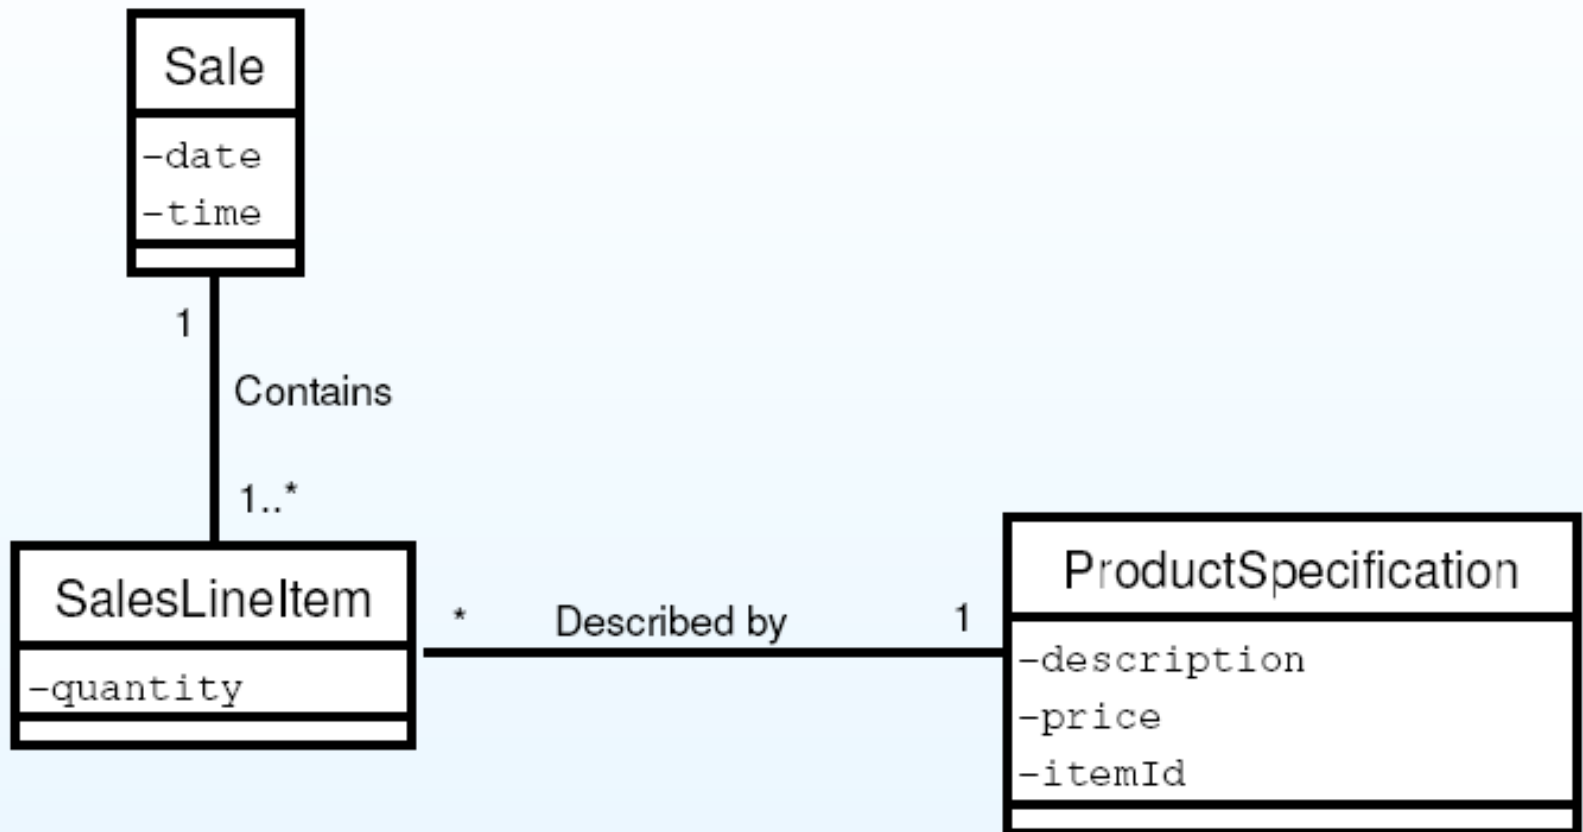 Sale
-date
-time
1
Contains
1..*
SalesLineItem
-quantity
* Described by 1
ProductSpecification
-description
-price
-itemId